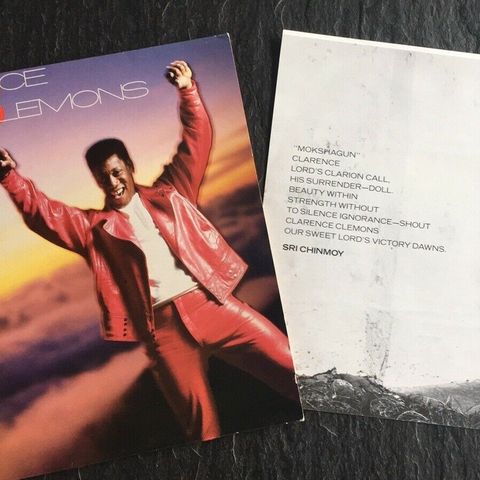 CE
LEMONS
"MOKSHAGUN"
CLARENCE
LORD'S CLARION CALL,
HIS SURRENDER—DOLL.
BEAUTY WITHIN
STRENGTH WITHOUT
TO SILENCE IGNORANCE—SHOUT
CLARENCE CLEMONS
OUR SWEET LORD'S VICTORY DAWNS.
SRI CHINMOY